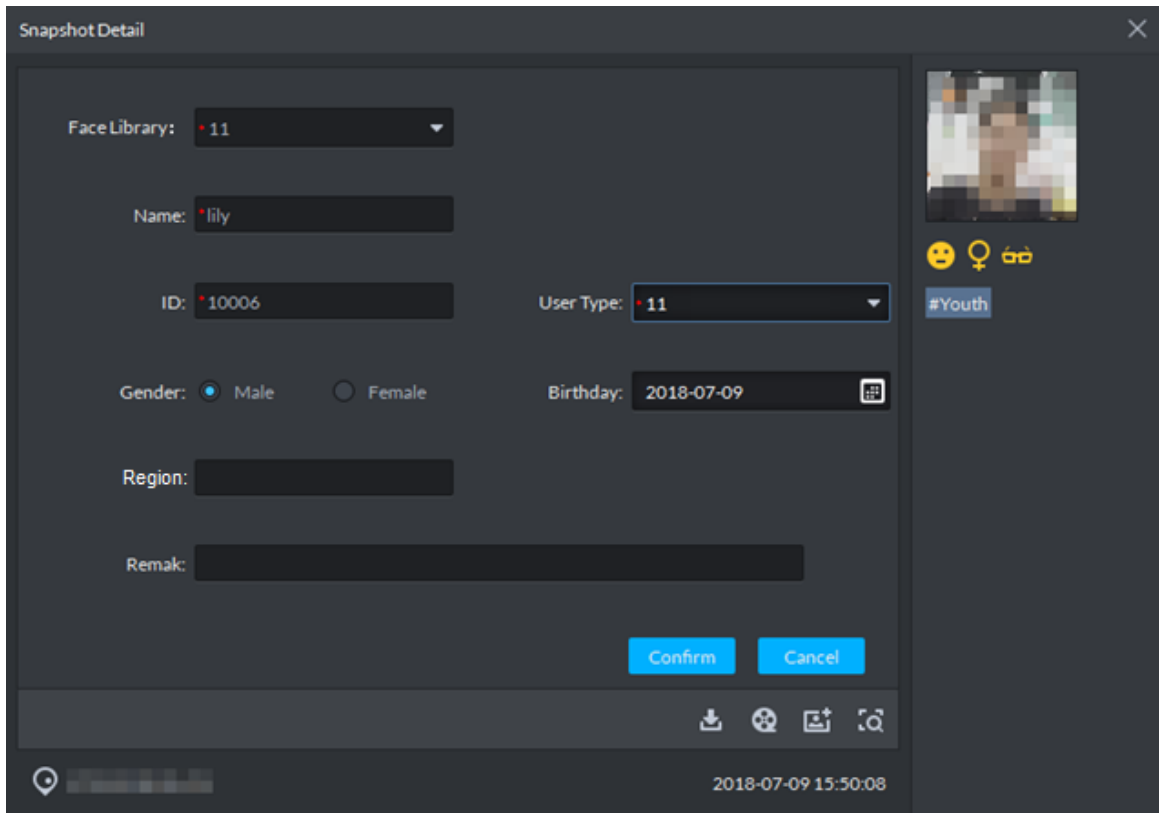 Snapshot Detail
Face Library: * 11
Name: *lily
ID: *10006
User Type: * 11
#Youth
Gender: Male Female
Birthday: 2018-07-09
Region:
Remak:
Confirm Cancel
2018-07-09 15:50:08